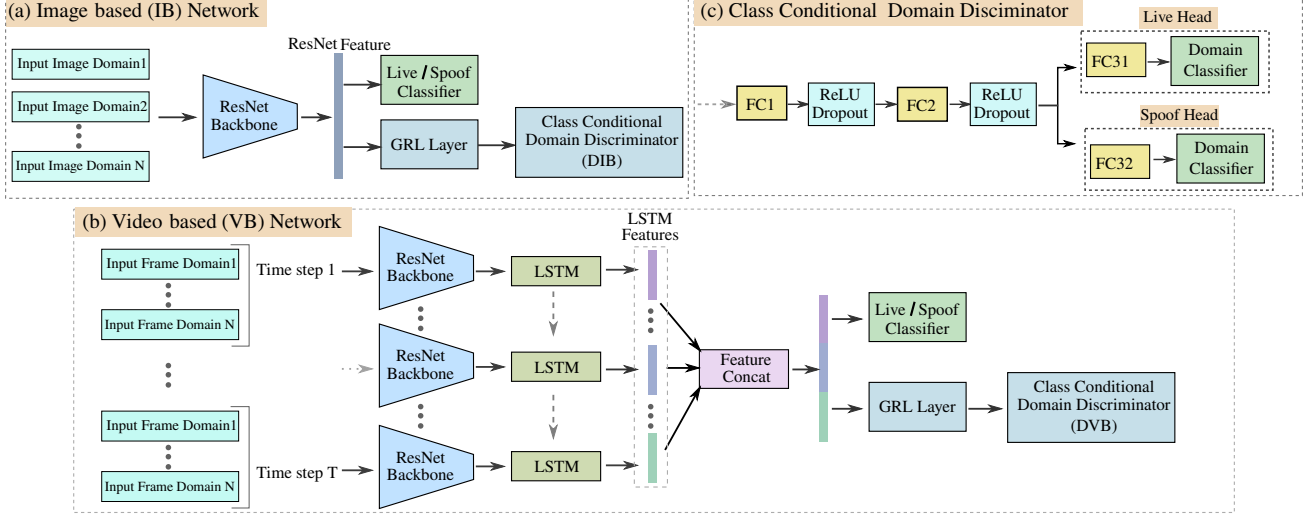 (a) Image based (IB) Network
Input Image Domain1
Input Image Domain2
Input Image Domain N
ResNet
Backbone
ResNet Feature
Live / Spoof
Classifier
GRL Layer
Class Conditional
Domain Discriminator
(DIB)
(c) Class Conditional Domain Disciminator
FC1
ReLU
Dropout
FC2
ReLU
Dropout
Live Head
FC31
Domain
Classifier
Spoof Head
FC32
Domain
Classifier
(b) Video based (VB) Network
Input Frame Domain1
Input Frame Domain N
Time step 1
ResNet
Backbone
LSTM
LSTM
Features
ResNet
Backbone
LSTM
Input Frame Domain1
Input Frame Domain N
Time step T
ResNet
Backbone
LSTM
Feature
Concat
Live / Spoof
Classifier
GRL Layer
Class Conditional
Domain Discriminator
(DVB)